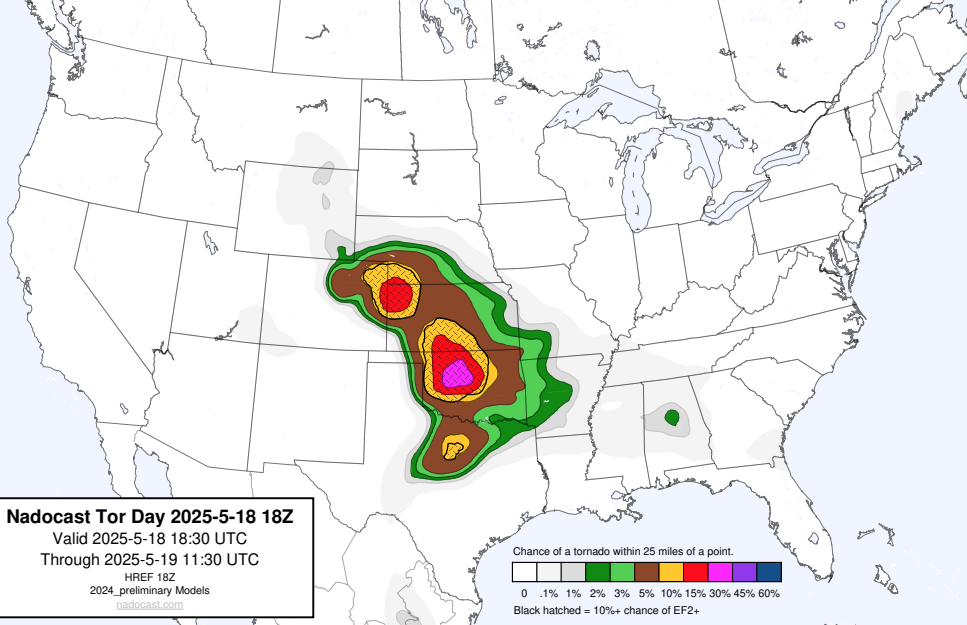 Nadocast Tor Day 2025-5-18 18Z
Valid 2025-5-18 18:30 UTC
Through 2025-5-19 11:30 UTC
HREF 18Z
2024_preliminary Models
nadocast.com
Chance of a tornado within 25 miles of a point.
0 .1% 1% 2% 3% 5% 10% 15% 30% 45% 60%
Black hatched = 10%+ chance of EF2+